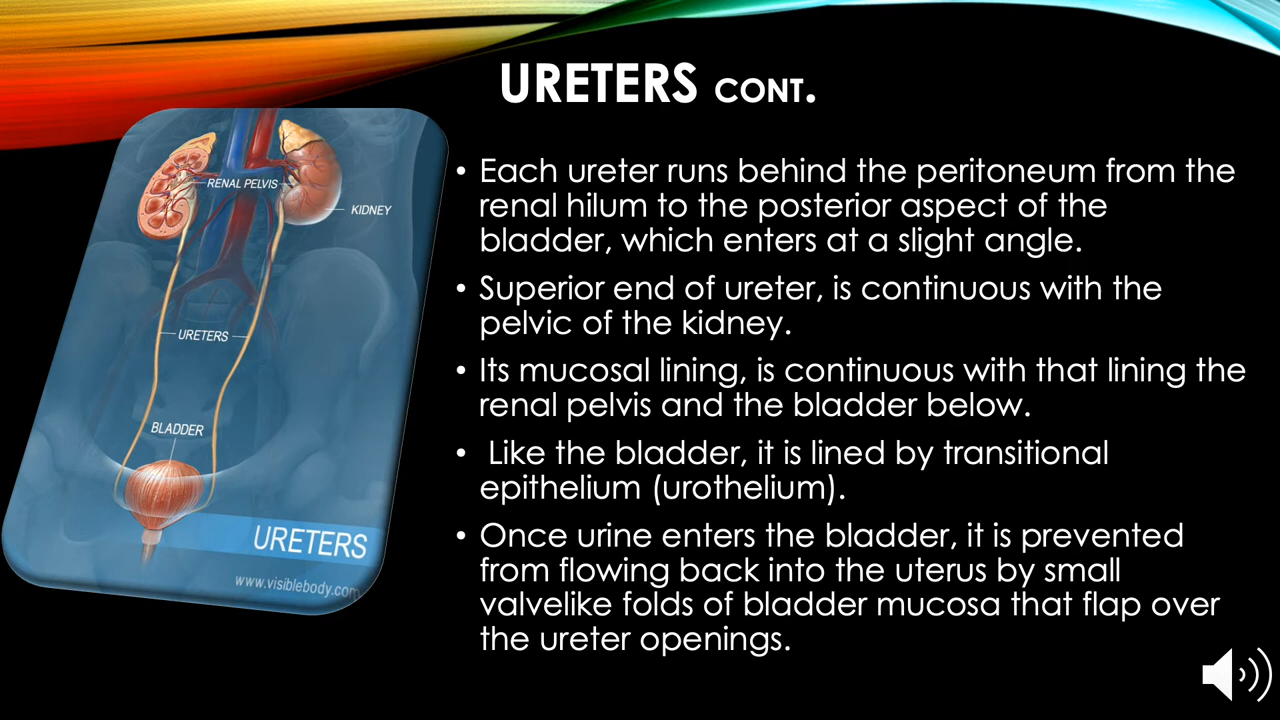 URETERS CONT.
• Each ureter runs behind the peritoneum from the
renal hilum to the posterior aspect of the
bladder, which enters at a slight angle.
• Superior end of ureter, is continuous with the
pelvic of the kidney.
• Its mucosal lining, is continuous with that lining the
renal pelvis and the bladder below.
• Like the bladder, it is lined by transitional
epithelium (urothelium).
• Once urine enters the bladder, it is prevented
from flowing back into the uterus by small
valvelike folds of bladder mucosa that flap over
the ureter openings.
RENAL PELVIS
KIDNEY
URETERS
BLADDER
URETERS
www.visiblebody.com